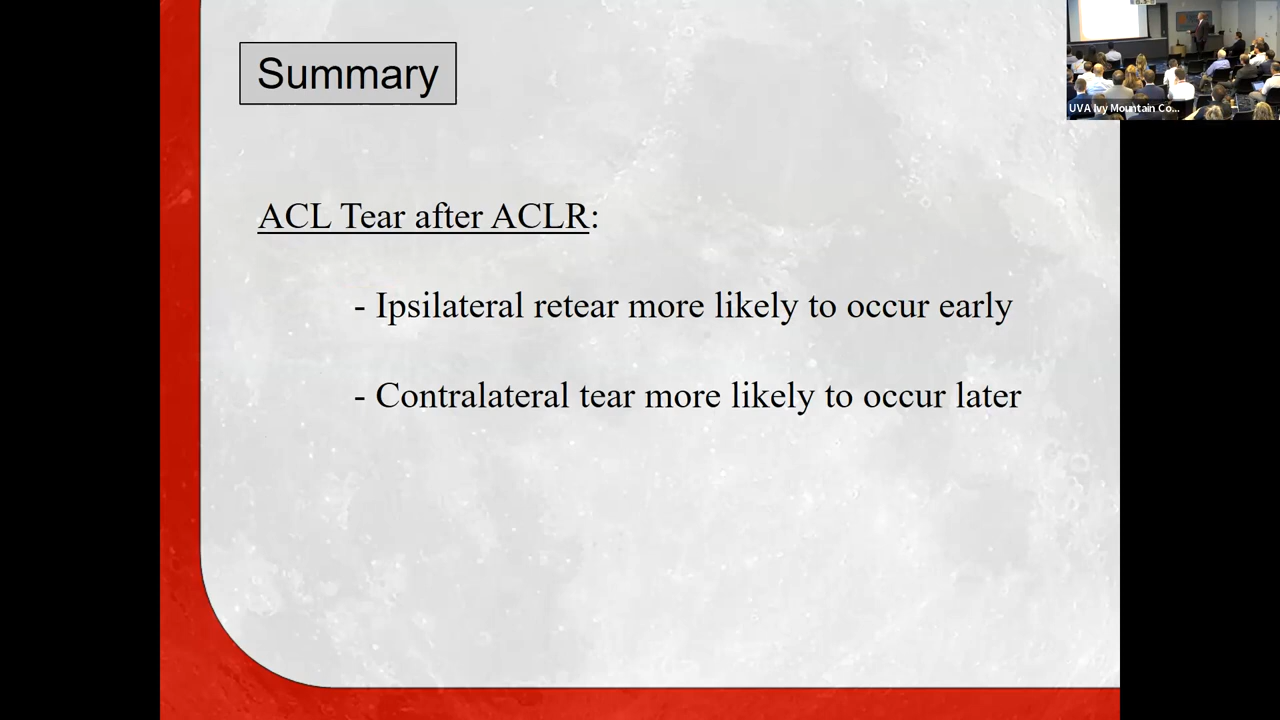 Summary
ACL Tear after ACLR:
- Ipsilateral retear more likely to occur early
- Contralateral tear more likely to occur later
UVA Ivy Mountain Co...